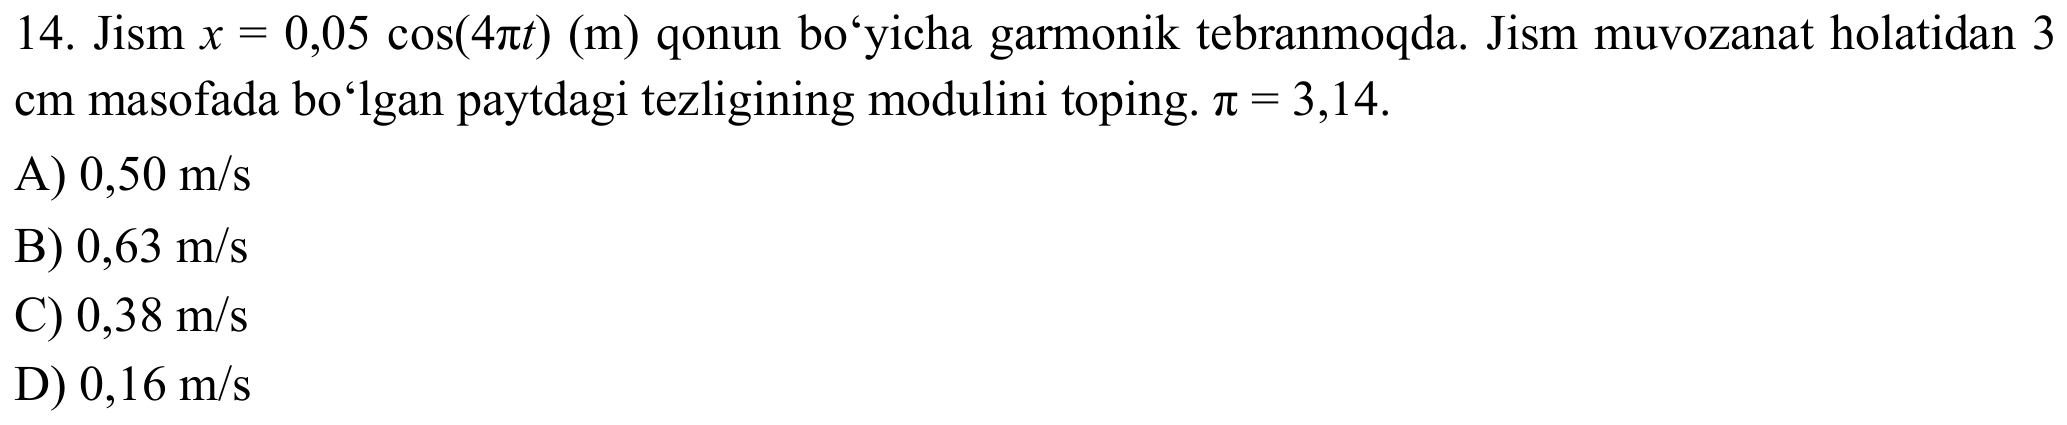 14. Jism x = 0,05 cos(4πt) (m) qonun bo‘yicha garmonik tebranmoqda. Jism muvozanat holatidan 3
cm masofada bo‘lgan paytdagi tezligining modulini toping. π = 3,14.
A) 0,50 m/s
B) 0,63 m/s
C) 0,38 m/s
D) 0,16 m/s